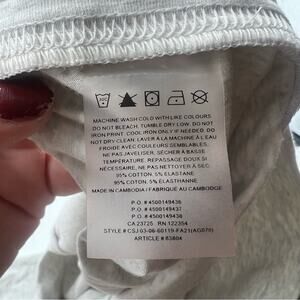 MACHINE WASH COLD WITH LIKE COLOURS
DO NOT BLEACH. TUMBLE DRY LOW. DO NOT
IRON PRINT. COOL IRON ONLY IF NEEDED. DO
NOT DRY CLEAN. LAVER À LA MACHINE À L'EAU
FROIDE AVEC COULEURS SEMBLABLES.
NE PAS JAVELISER. SÉCHER À BASSE
TEMPÉRATURE. REPASSAGE DOUX SI
NÉCESSAIRE. NE PAS NETTOYER À SEC
95% COTTON. 5% ELASTANE
95% COTON. 5% ÉLASTHANNE
MADE IN CAMBODIA / FABRIQUÉ AU CAMBODGE
P.O. # 4500149436
P.O. # 4500149437
P.O. # 4500149438
CA 23725 RN 122354
STYLE # CSJ 03-06-60119-FA21(AG078)
ARTICLE # 83804